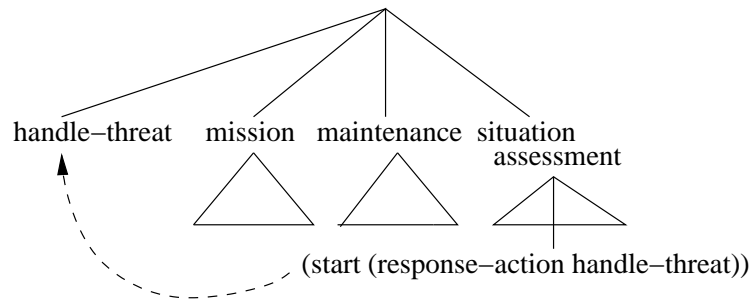 handle−threat mission maintenance situation
assessment
(start (response−action handle−threat))